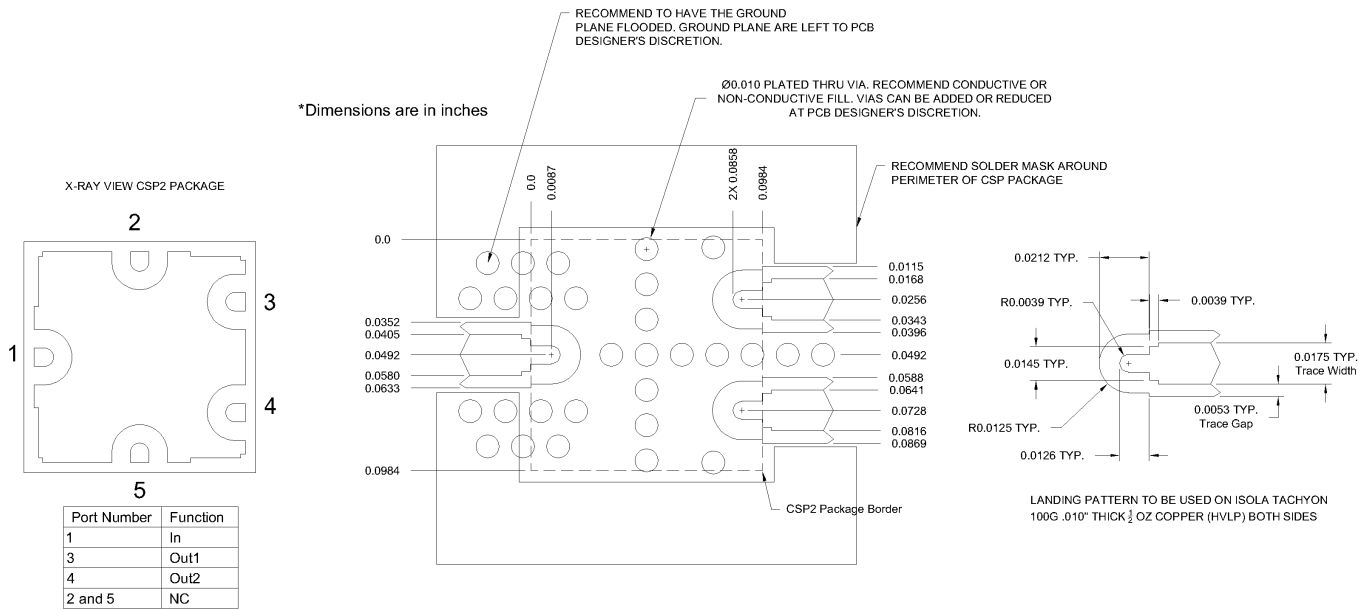 RECOMMEND TO HAVE THE GROUND
PLANE FLOODED. GROUND PLANE ARE LEFT TO PCB
DESIGNER'S DISCRETION.
*Dimensions are in inches
Ø0.010 PLATED THRU VIA. RECOMMEND CONDUCTIVE OR
NON-CONDUCTIVE FILL. VIAS CAN BE ADDED OR REDUCED
AT PCB DESIGNER'S DISCRETION.
RECOMMEND SOLDER MASK AROUND
PERIMETER OF CSP PACKAGE
X-RAY VIEW CSP2 PACKAGE
2
3
1
4
5
Port Number Function
1 In
3 Out1
4 Out2
2 and 5 NC
0.0
0.0087
2X 0.0858
0.0984
0.0
0.0352
0.0405
0.0492
0.0580
0.0633
0.0984
0.0115
0.0168
0.0256
0.0343
0.0396
0.0492
0.0588
0.0641
0.0728
0.0816
0.0869
CSP2 Package Border
0.0212 TYP.
R0.0039 TYP.
0.0039 TYP.
0.0145 TYP.
0.0175 TYP.
Trace Width
R0.0125 TYP.
0.0053 TYP.
Trace Gap
0.0126 TYP.
LANDING PATTERN TO BE USED ON ISOLA TACHYON
100G .010" THICK ½ OZ COPPER (HVLP) BOTH SIDES